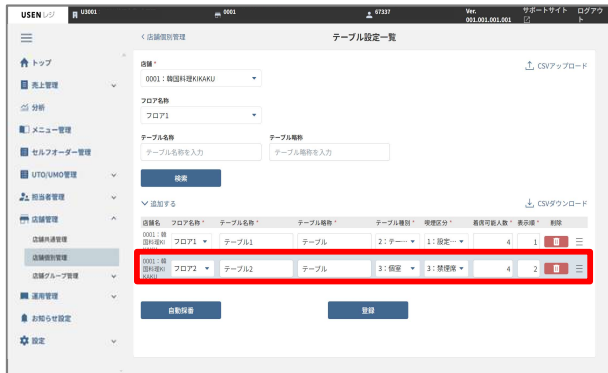 USEN レジ U3001 0001 67337 Ver. 001.001.001.001 サポートサイト ログアウト
店舗個別管理 テーブル設定一覧
トップ
売上管理
分析
メニュー管理
セルフオーダー管理
UTO/UMO管理
担当者管理
店舗管理
店舗共通管理
店舗個別管理
店舗グループ管理
運用管理
お知らせ設定
設定
店舗 *
CSVアップロード
0001：韓国料理KIKAKU
フロア名称
フロア1
テーブル名称 テーブル略称
テーブル名称を入力 テーブル略称を入力
検索
追加する CSVダウンロード
店舗名 フロア名称 * テーブル名称 * テーブル略称 * テーブル種別 * 喫煙区分 * 着席可能人数 * 表示順 * 削除
0001：韓国料理KIKAKU フロア1 テーブル1 テーブル 2：テー… 1：設定… 4 1
0001：韓国料理KIKAKU フロア2 テーブル2 テーブル 3：個室 3：禁煙席 4 2
自動採番 登録